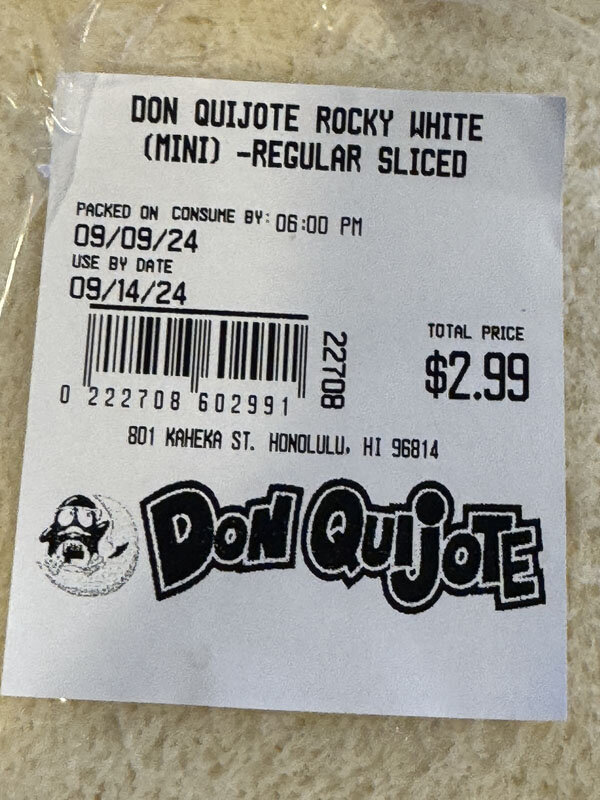 DON QUIJOTE ROCKY WHITE
(MINI) -REGULAR SLICED
PACKED ON CONSUME BY: 06:00 PM
09/09/24
USE BY DATE
09/14/24
TOTAL PRICE
$2.99
22708
0 222708 602991
801 KAHEKA ST. HONOLULU, HI 96814
DON QUIJOTE